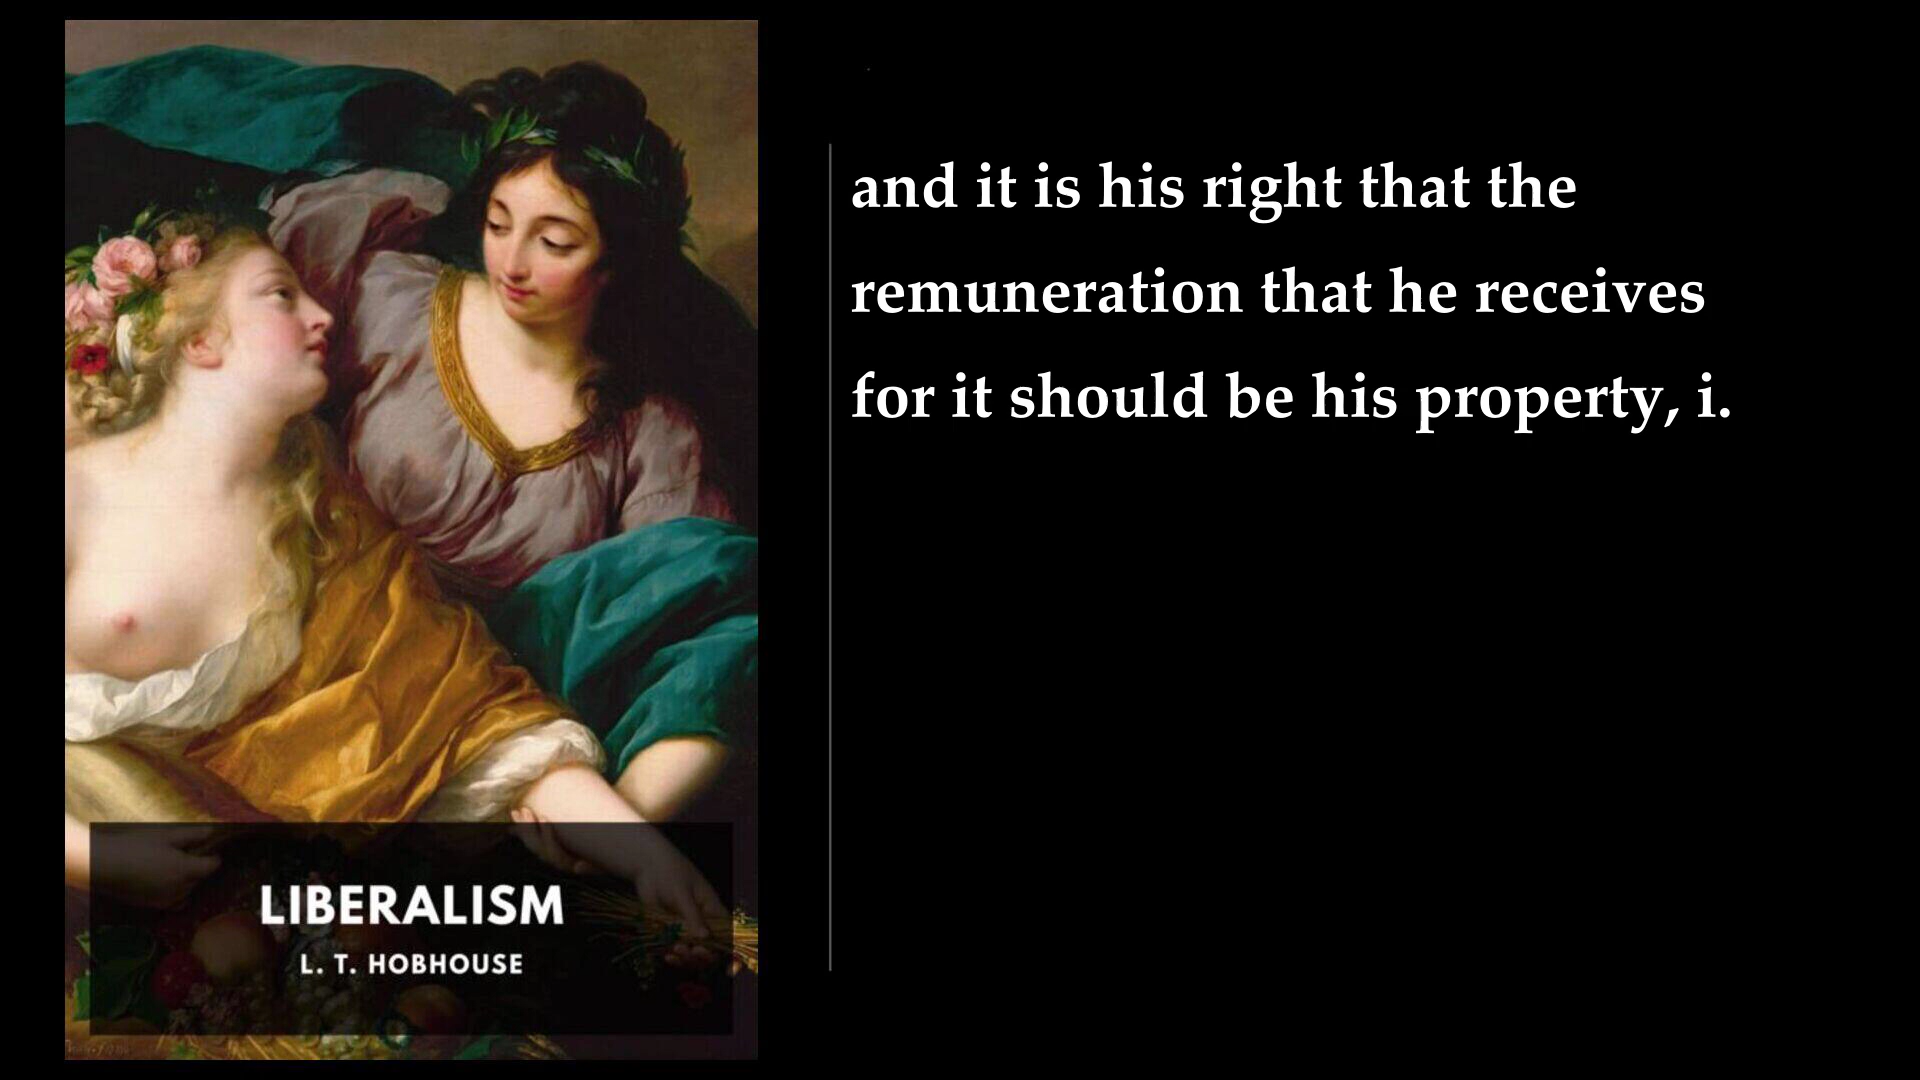 and it is his right that the
remuneration that he receives
for it should be his property, i.
LIBERALISM
L. T. HOBHOUSE